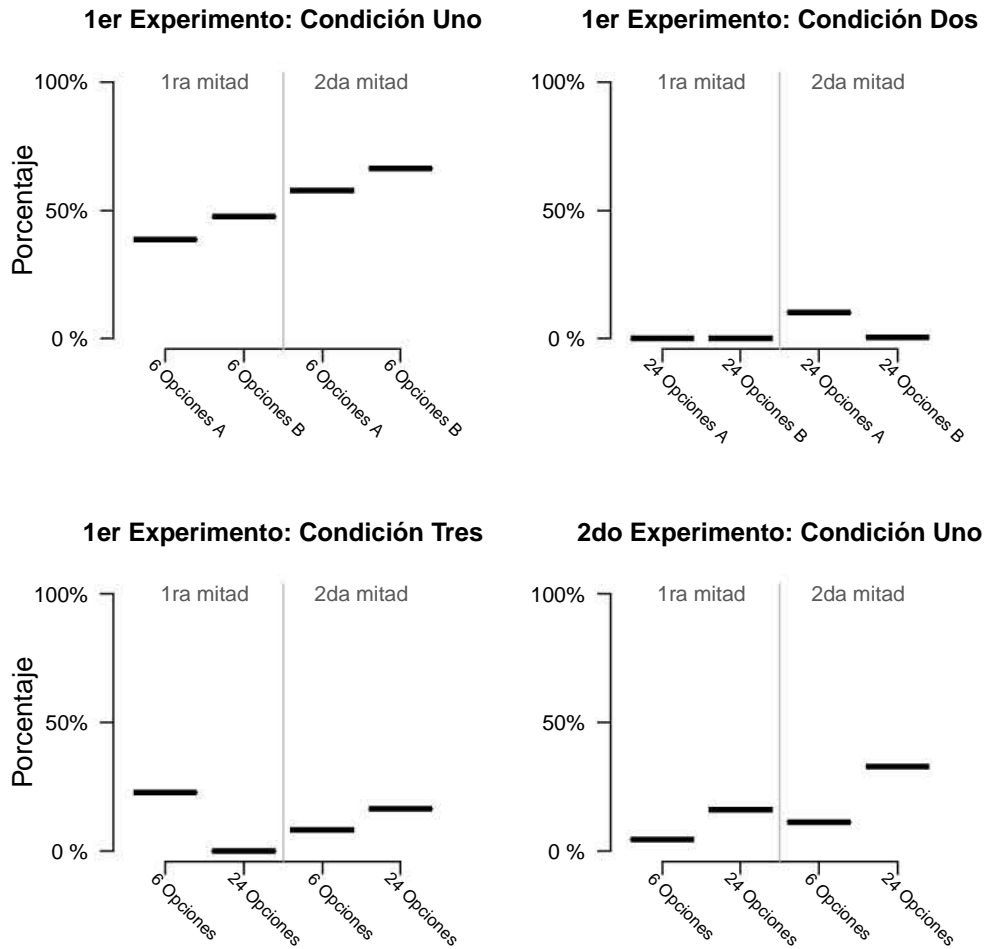 1er Experimento: Condición Uno
100%
1ra mitad
2da mitad
50%
0 %
Porcentaje
6 Opciones A
6 Opciones B
6 Opciones A
6 Opciones B
1er Experimento: Condición Dos
100%
1ra mitad
2da mitad
50%
0 %
24 Opciones A
24 Opciones B
24 Opciones A
24 Opciones B
1er Experimento: Condición Tres
100%
1ra mitad
2da mitad
50%
0 %
Porcentaje
6 Opciones
24 Opciones
6 Opciones
24 Opciones
2do Experimento: Condición Uno
100%
1ra mitad
2da mitad
50%
0 %
6 Opciones
24 Opciones
6 Opciones
24 Opciones